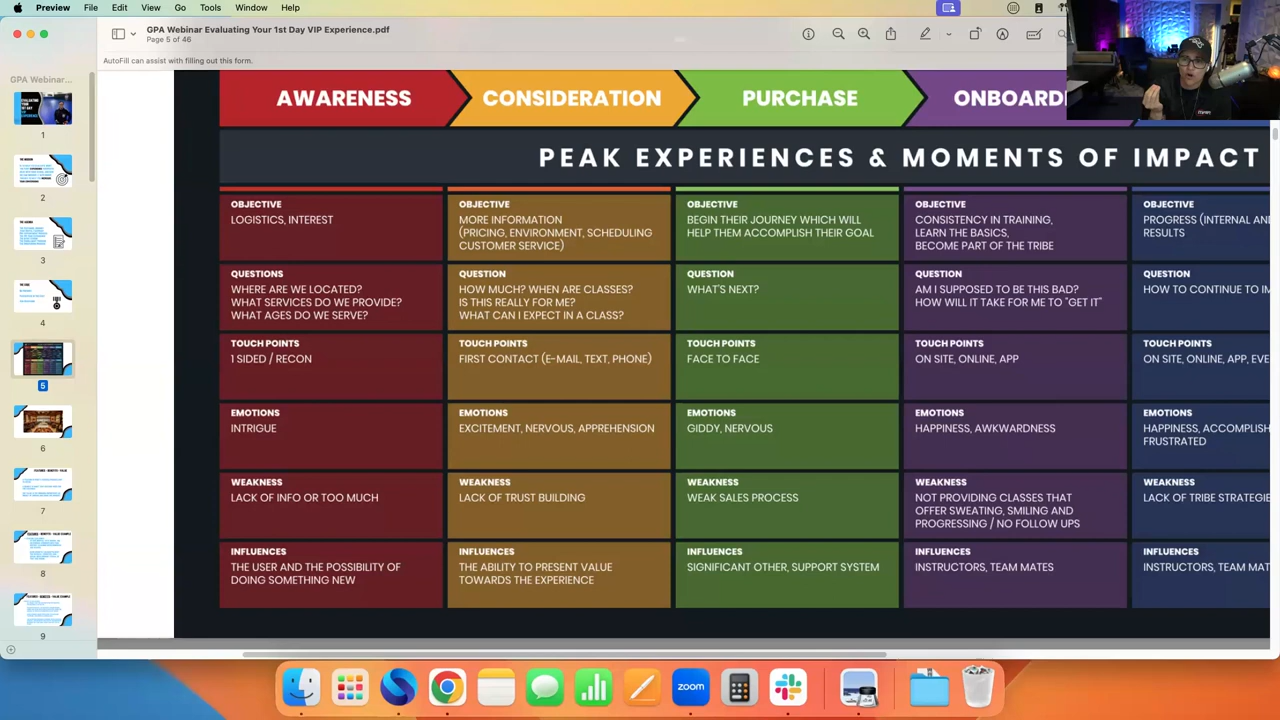 Preview File Edit View Go Tools Window Help
GPA Webinar Evaluating Your 1st Day VIP Experience.pdf
Page 5 of 46
AutoFill can assist with filling out this form.
GPA Webinar...
1
2
3
4
5
6
7
8
9
AWARENESS
CONSIDERATION
PURCHASE
ONBOARD
PEAK EXPERIENCES & MOMENTS OF IMPACT
OBJECTIVE
LOGISTICS, INTEREST
OBJECTIVE
MORE INFORMATION
(PRICING, ENVIRONMENT, SCHEDULING
CUSTOMER SERVICE)
OBJECTIVE
BEGIN THEIR JOURNEY WHICH WILL
HELP THEM ACCOMPLISH THEIR GOAL
OBJECTIVE
CONSISTENCY IN TRAINING,
LEARN THE BASICS,
BECOME PART OF THE TRIBE
OBJECTIVE
PROGRESS (INTERNAL AND
RESULTS
QUESTIONS
WHERE ARE WE LOCATED?
WHAT SERVICES DO WE PROVIDE?
WHAT AGES DO WE SERVE?
QUESTION
HOW MUCH? WHEN ARE CLASSES?
IS THIS REALLY FOR ME?
WHAT CAN I EXPECT IN A CLASS?
QUESTION
WHAT'S NEXT?
QUESTION
AM I SUPPOSED TO BE THIS BAD?
HOW WILL IT TAKE FOR ME TO "GET IT"
QUESTION
HOW TO CONTINUE TO IM
TOUCH POINTS
1 SIDED / RECON
TOUCH POINTS
FIRST CONTACT (E-MAIL, TEXT, PHONE)
TOUCH POINTS
FACE TO FACE
TOUCH POINTS
ON SITE, ONLINE, APP
TOUCH POINTS
ON SITE, ONLINE, APP, EVE
EMOTIONS
INTRIGUE
EMOTIONS
EXCITEMENT, NERVOUS, APPREHENSION
EMOTIONS
GIDDY, NERVOUS
EMOTIONS
HAPPINESS, AWKWARDNESS
EMOTIONS
HAPPINESS, ACCOMPLISH
FRUSTRATED
WEAKNESS
LACK OF INFO OR TOO MUCH
WEAKNESS
LACK OF TRUST BUILDING
WEAKNESS
WEAK SALES PROCESS
WEAKNESS
NOT PROVIDING CLASSES THAT
OFFER SWEATING, SMILING AND
PROGRESSING / NO FOLLOW UPS
WEAKNESS
LACK OF TRIBE STRATEGIE
INFLUENCES
THE USER AND THE POSSIBILITY OF
DOING SOMETHING NEW
INFLUENCES
THE ABILITY TO PRESENT VALUE
TOWARDS THE EXPERIENCE
INFLUENCES
SIGNIFICANT OTHER, SUPPORT SYSTEM
INFLUENCES
INSTRUCTORS, TEAM MATES
INFLUENCES
INSTRUCTORS, TEAM MAT
zoom